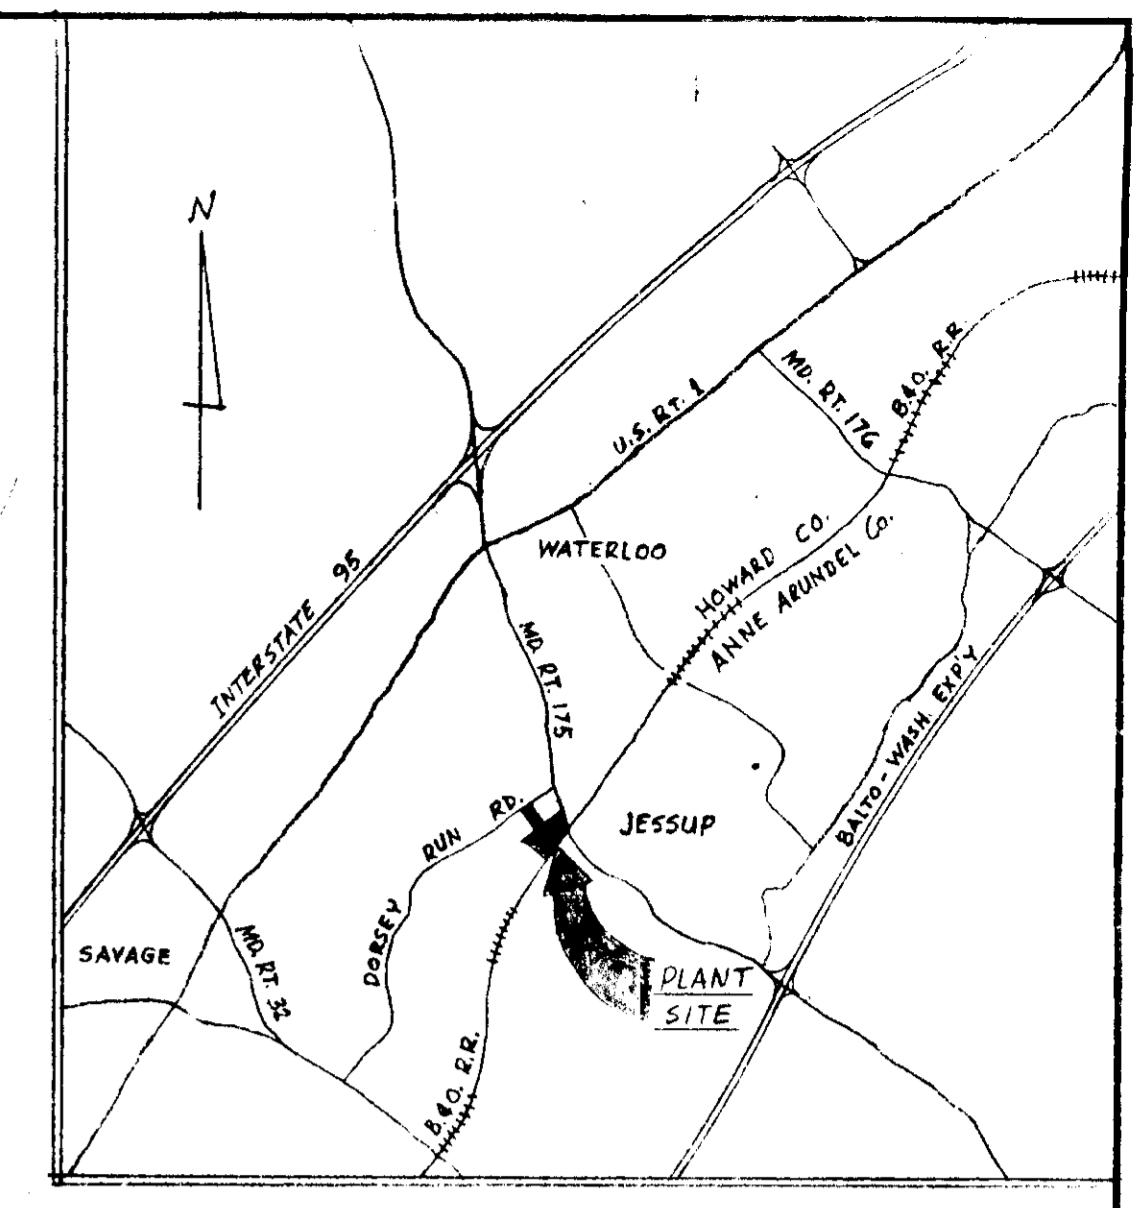 N
B.&O. R.R.
MD. RT. 176
U.S. RT. 1
WATERLOO
HOWARD CO.
ANNE ARUNDEL CO.
INTERSTATE 95
MD. RT. 175
BALTO-WASH. EXP'Y
JESSUP
DORSEY RUN RD.
SAVAGE
MD. RT. 32
PLANT
SITE
B.&O. R.R.